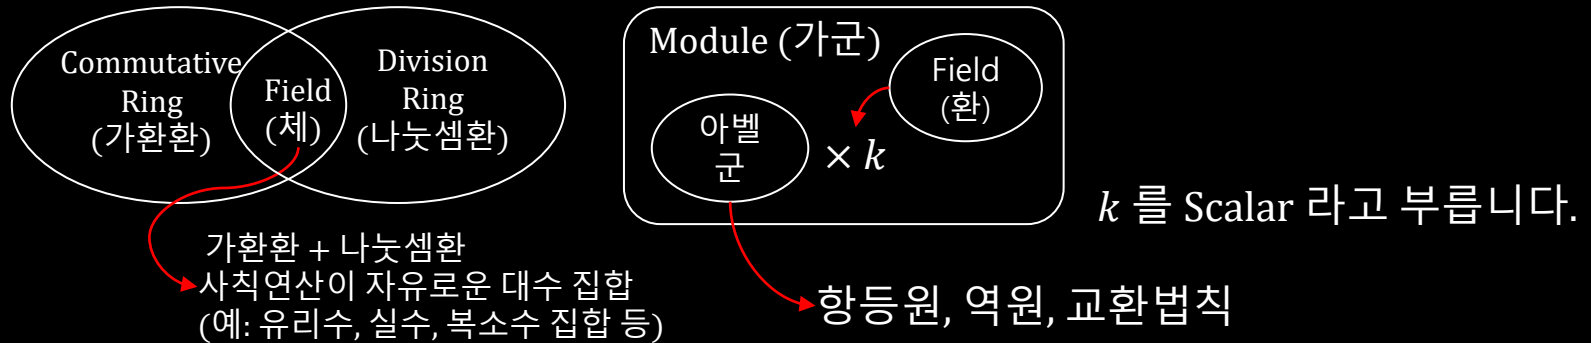 Commutative
Ring
(가환환)
Field
(체)
Division
Ring
(나눗셈환)
가환환 + 나눗셈환
사칙연산이 자유로운 대수 집합
(예: 유리수, 실수, 복소수 집합 등)
Module (가군)
아벨
군
× k
Field
(환)
항등원, 역원, 교환법칙
k 를 Scalar 라고 부릅니다.